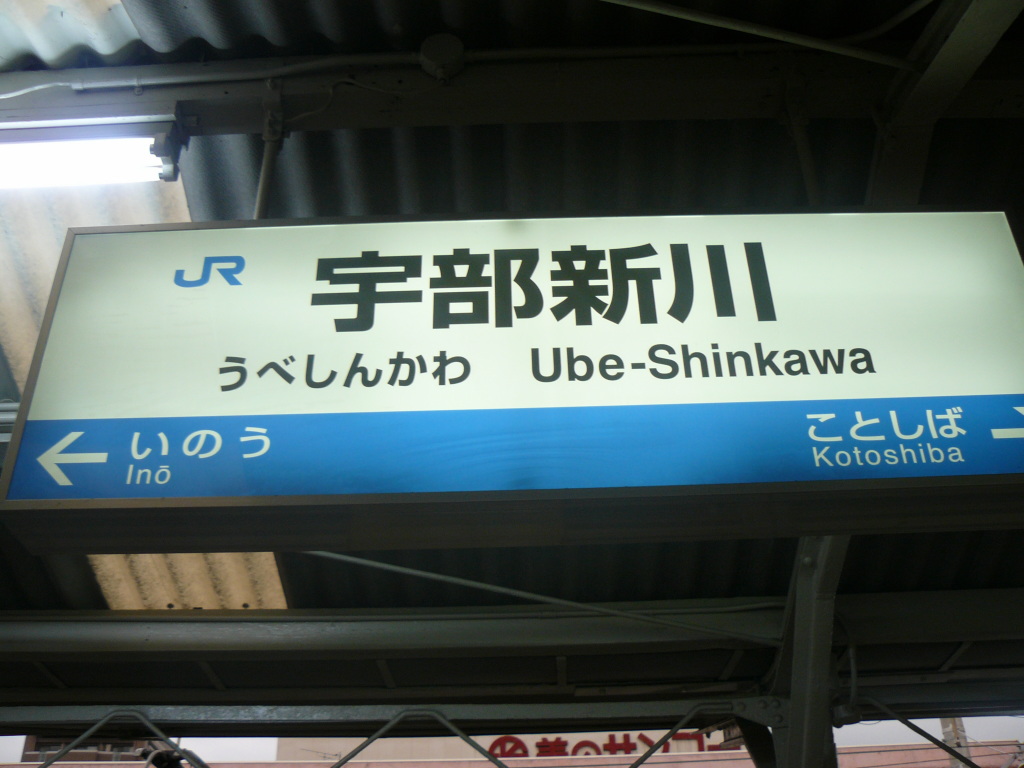 JR 宇部新川
うべしんかわ Ube-Shinkawa
← いのう
Inō
ことしば →
Kotoshiba